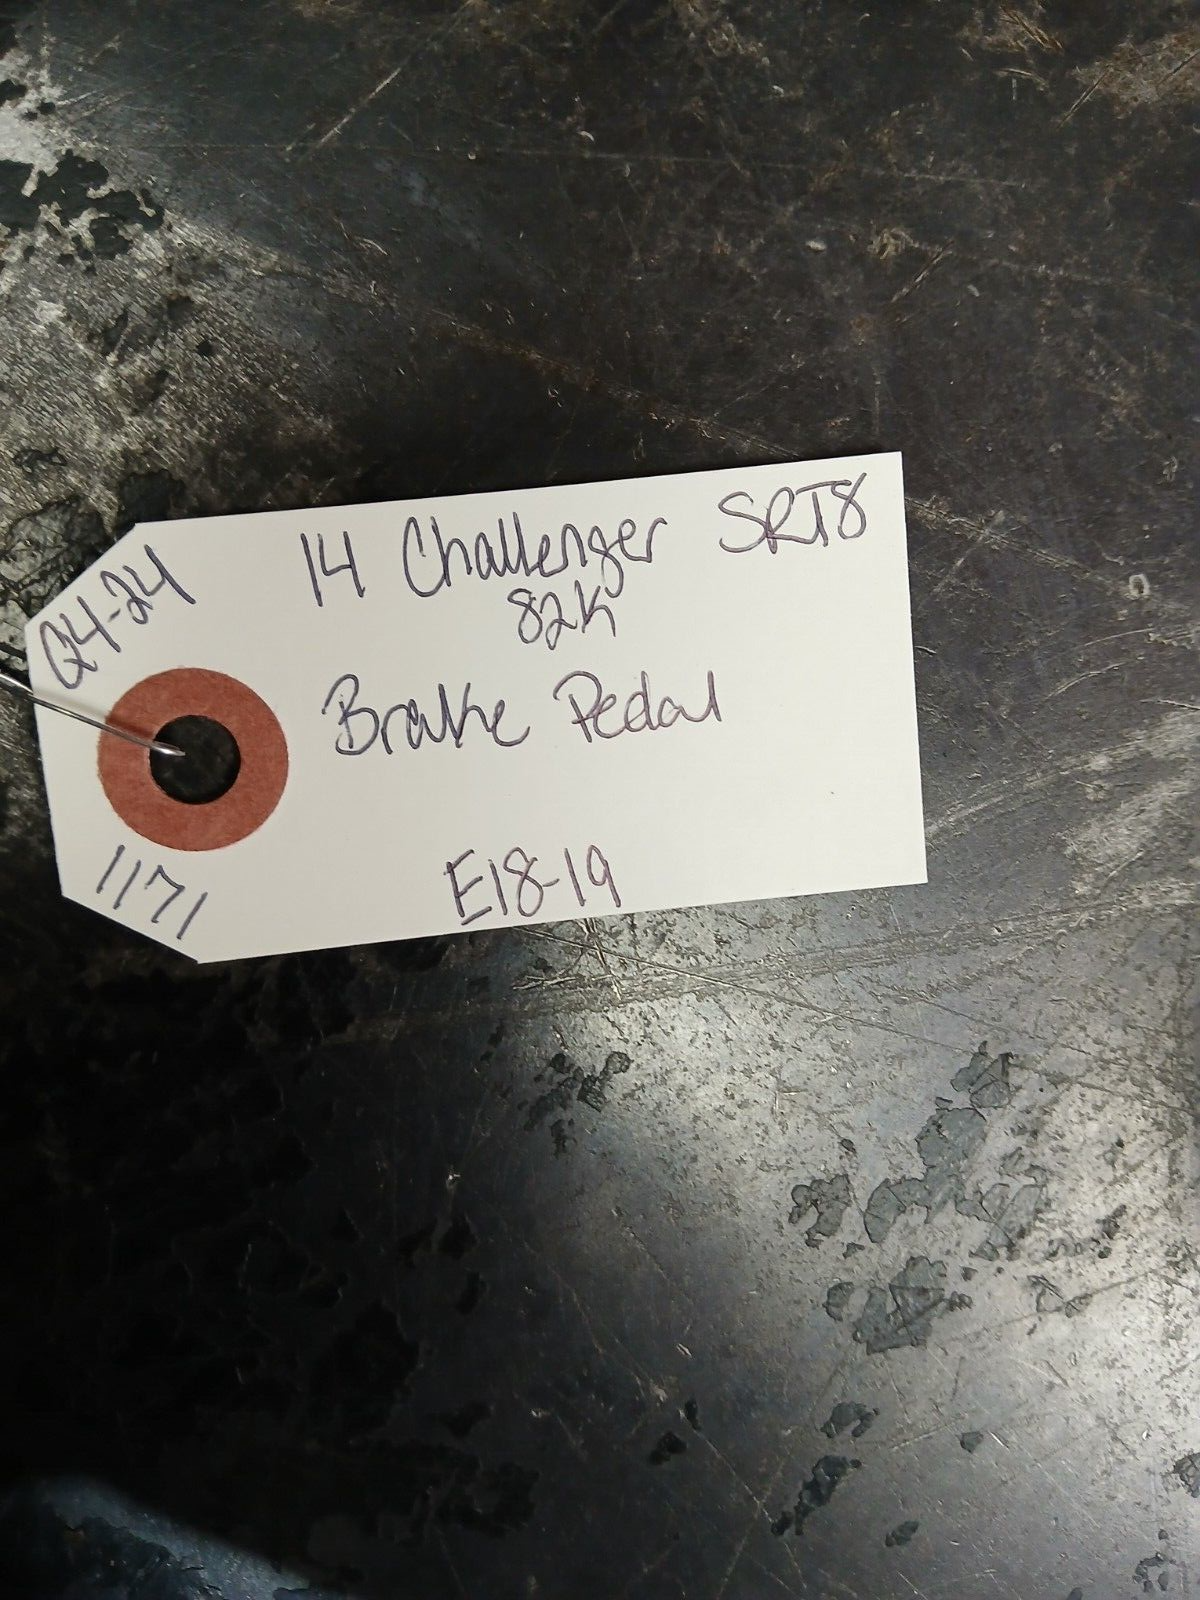 14 Challenger SRT8
82K
Q4-24
Brake Pedal
1171
E18-19